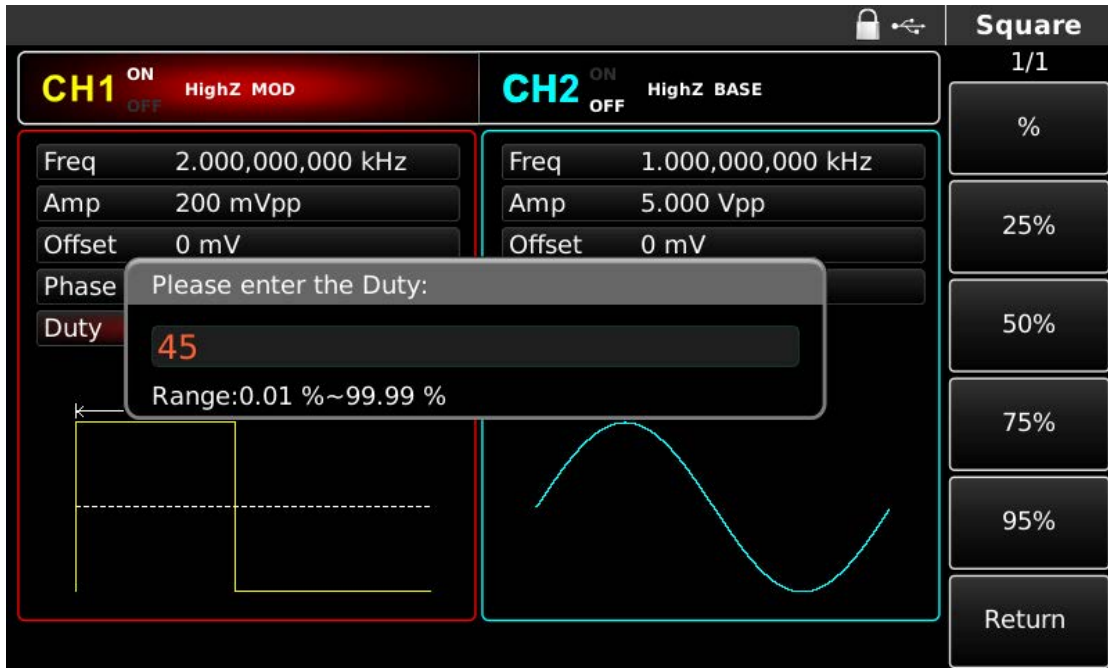 Square
1/1
CH1 ON OFF HighZ MOD
CH2 ON OFF HighZ BASE
Freq 2.000,000,000 kHz
Amp 200 mVpp
Offset 0 mV
Phase
Duty
Freq 1.000,000,000 kHz
Amp 5.000 Vpp
Offset 0 mV
Please enter the Duty:
45
Range:0.01 %~99.99 %
%
25%
50%
75%
95%
Return